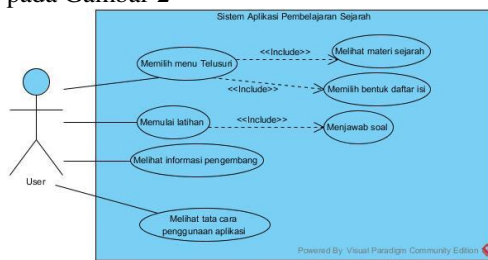 pada Gambar 2
Sistem Aplikasi Pembelajaran Sejarah
Memilih menu Telusuri
<<Include>>
Melihat materi sejarah
<<Include>>
Memilih bentuk daftar isi
Memulai latihan
<<Include>>
Menjawab soal
Melihat informasi pengembang
User
Melihat tata cara
penggunaan aplikasi
Powered By Visual Paradigm Community Edition